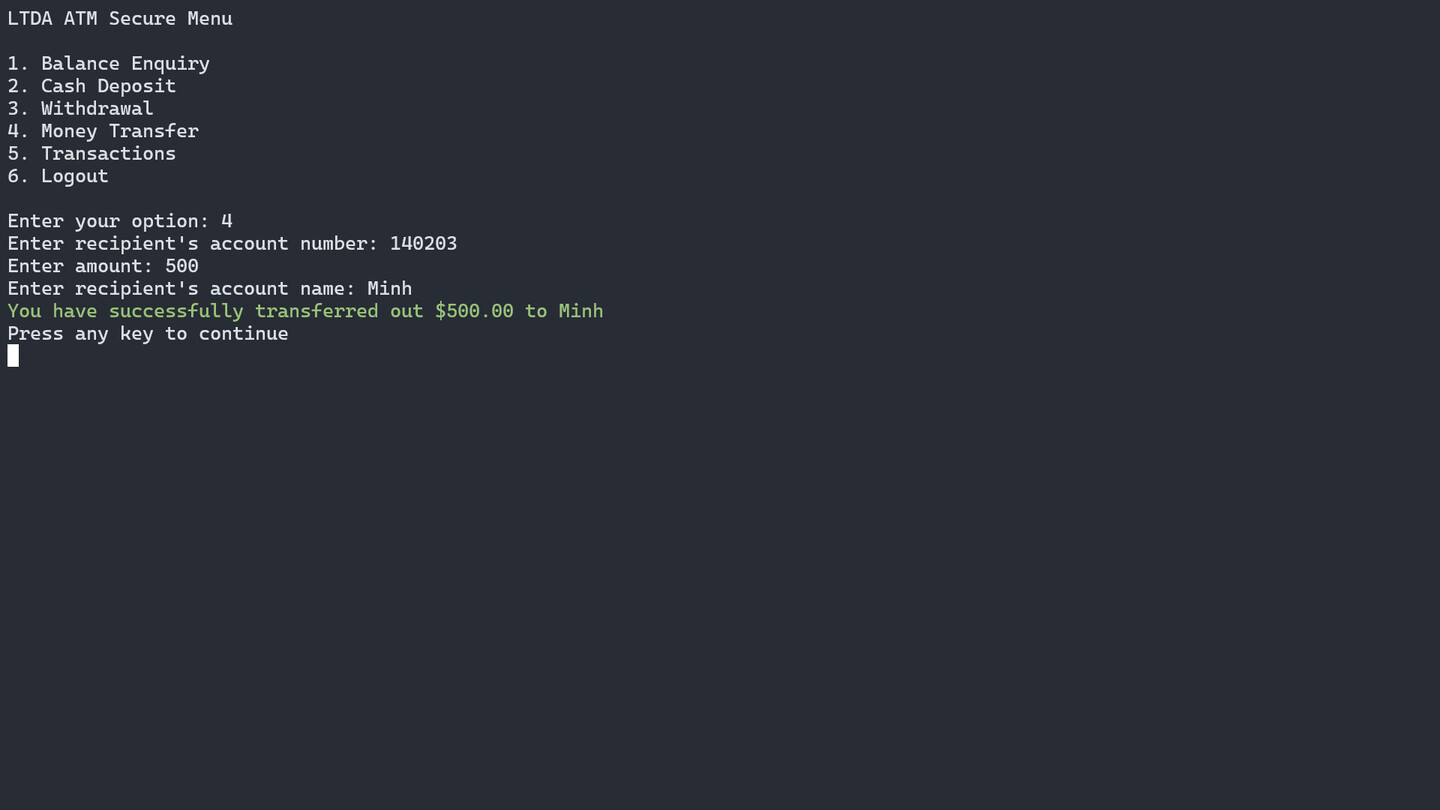 LTDA ATM Secure Menu
1. Balance Enquiry
2. Cash Deposit
3. Withdrawal
4. Money Transfer
5. Transactions
6. Logout
Enter your option: 4
Enter recipient's account number: 140203
Enter amount: 500
Enter recipient's account name: Minh
You have successfully transferred out $500.00 to Minh
Press any key to continue